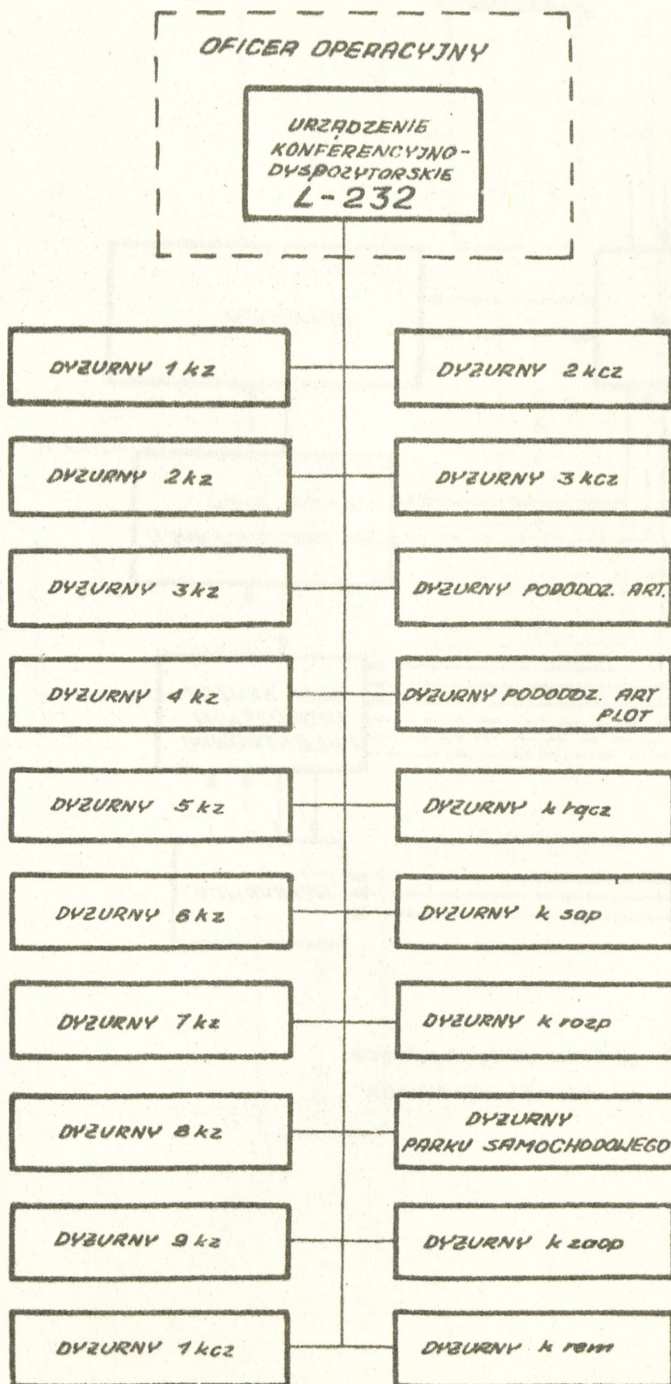 OFICER OPERACYJNY
URZĄDZENIE
KONFERENCYJNO-
DYSPOZYTORSKIE
Ł-232
DYŻURNY 1 kz
DYŻURNY 2 kcz
DYŻURNY 2 kz
DYŻURNY 3 kcz
DYŻURNY 3 kz
DYŻURNY PODODDZ. ART.
DYŻURNY 4 kz
DYŻURNY PODODDZ. ART
PLOT
DYŻURNY 5 kz
DYŻURNY k łącz
DYŻURNY 6 kz
DYŻURNY k sap
DYŻURNY 7 kz
DYŻURNY k rozp
DYŻURNY 8 kz
DYŻURNY
PARKU SAMOCHODOWEGO
DYŻURNY 9 kz
DYŻURNY k zaop
DYŻURNY 1 kcz
DYŻURNY k rem